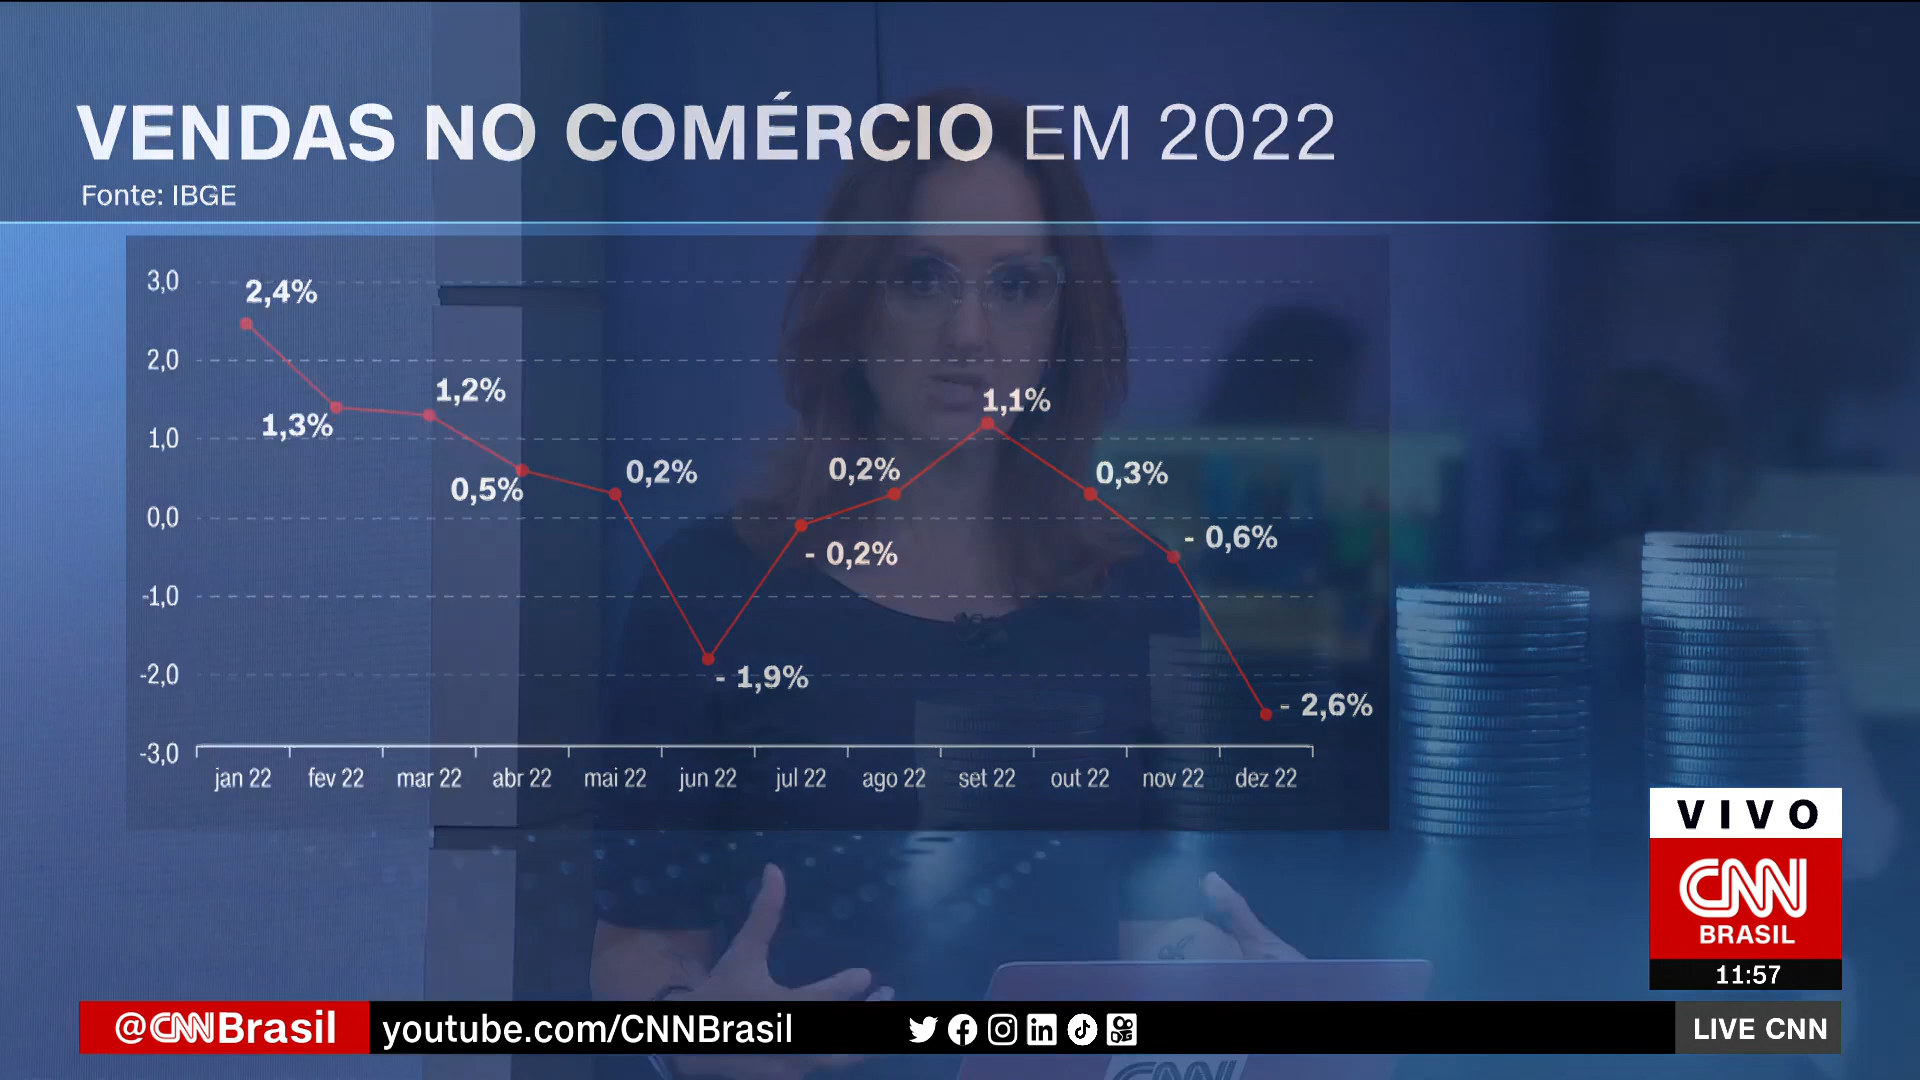 VENDAS NO COMÉRCIO EM 2022
Fonte: IBGE
3,0
2,0
1,0
0,0
-1,0
-2,0
-3,0
2,4%
1,3%
1,2%
0,5%
0,2%
- 1,9%
- 0,2%
0,2%
1,1%
0,3%
- 0,6%
- 2,6%
jan 22 fev 22 mar 22 abr 22 mai 22 jun 22 jul 22 ago 22 set 22 out 22 nov 22 dez 22
VIVO
CNN
BRASIL
11:57
@CNNBrasil youtube.com/CNNBrasil LIVE CNN
CNN